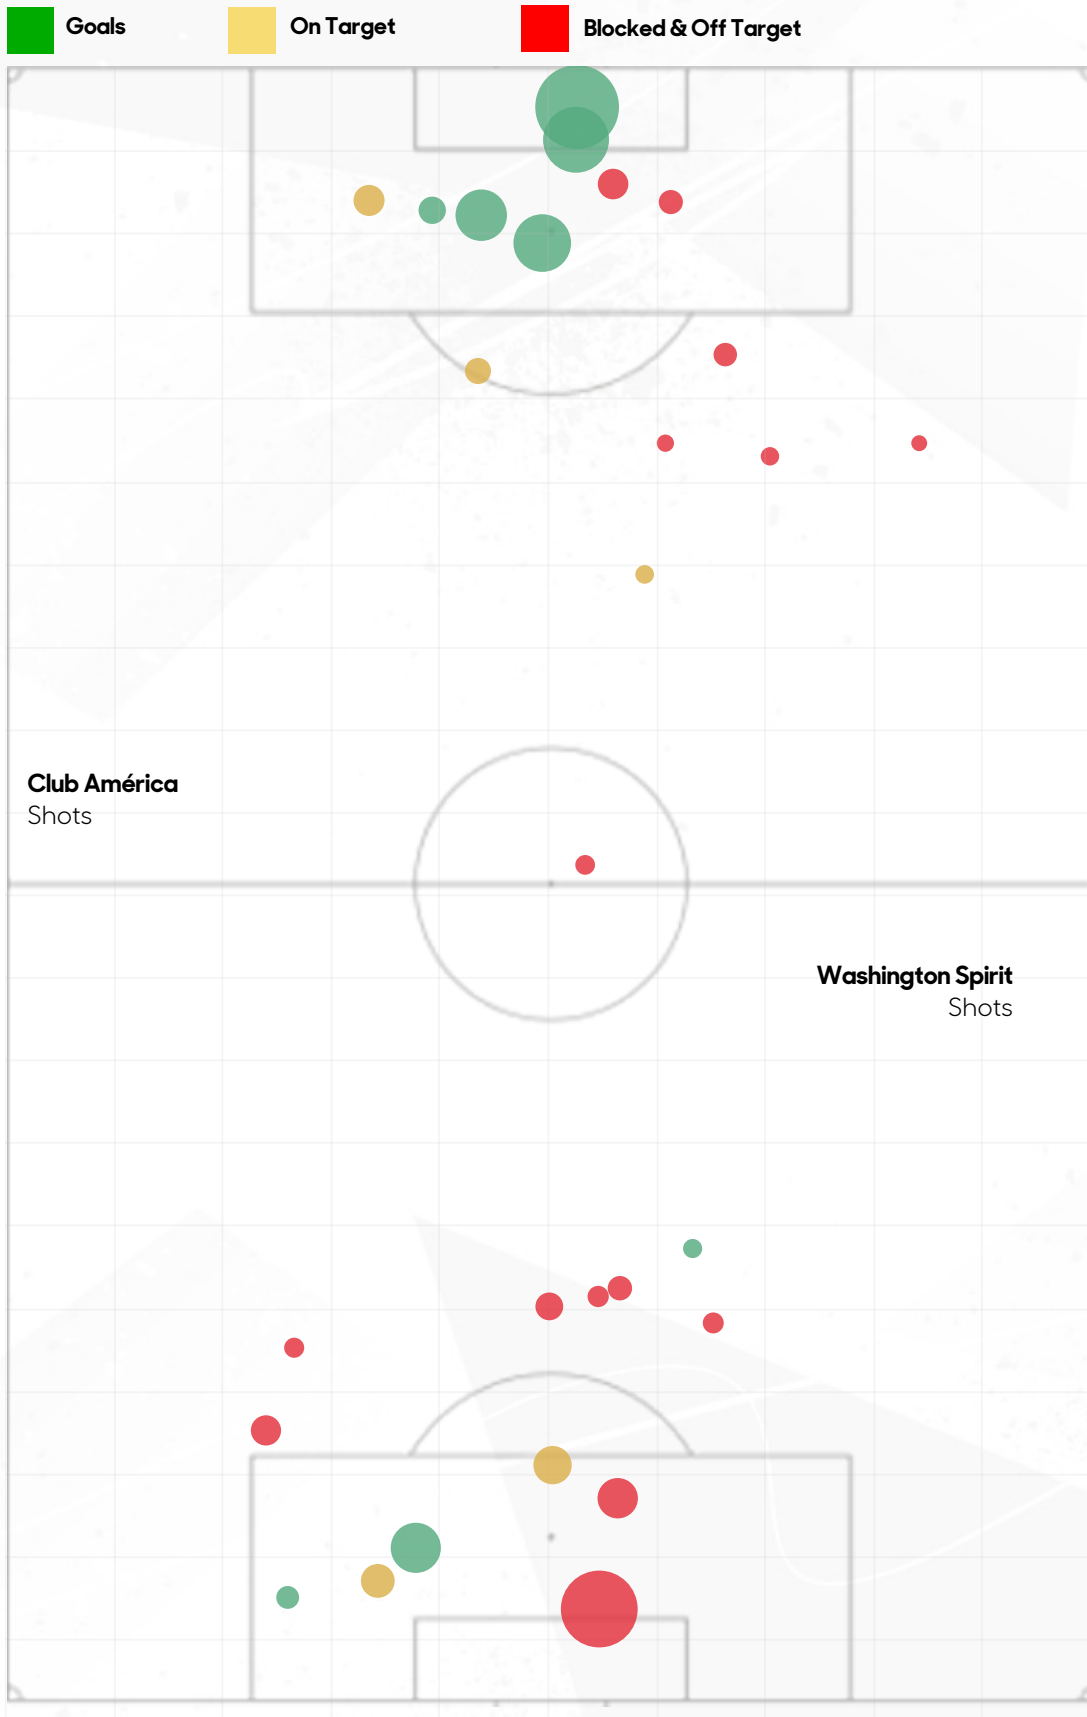 Goals
On Target
Blocked & Off Target
Club América
Shots
Washington Spirit
Shots